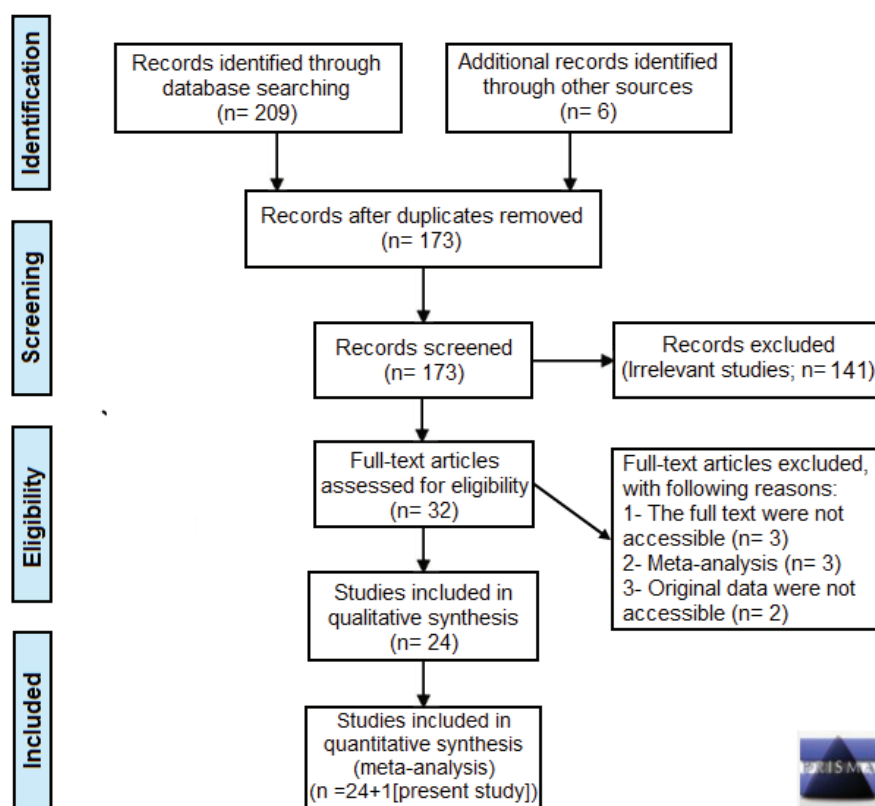 Identification
Records identified through
database searching
(n= 209)
Additional records identified
through other sources
(n= 6)
Records after duplicates removed
(n= 173)
Screening
Records screened
(n= 173)
Records excluded
(Irrelevant studies; n= 141)
Eligibility
Full-text articles
assessed for eligibility
(n= 32)
Full-text articles excluded,
with following reasons:
1- The full text were not
accessible (n= 3)
2- Meta-analysis (n= 3)
3- Original data were not
accessible (n= 2)
Studies included in
qualitative synthesis
(n= 24)
Included
Studies included in
quantitative synthesis
(meta-analysis)
(n =24+1[present study])
PRISMA